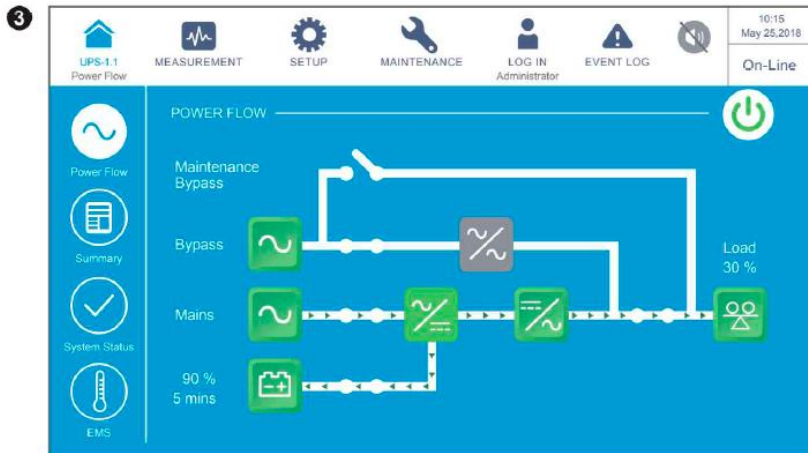 3
10:15
May 25,2018
On-Line
UPS-1.1
Power Flow
MEASUREMENT
SETUP
MAINTENANCE
LOG IN
Administrator
EVENT LOG
POWER FLOW
Power Flow
Summary
System Status
EMS
Maintenance
Bypass
Bypass
Load
30 %
Mains
90 %
5 mins